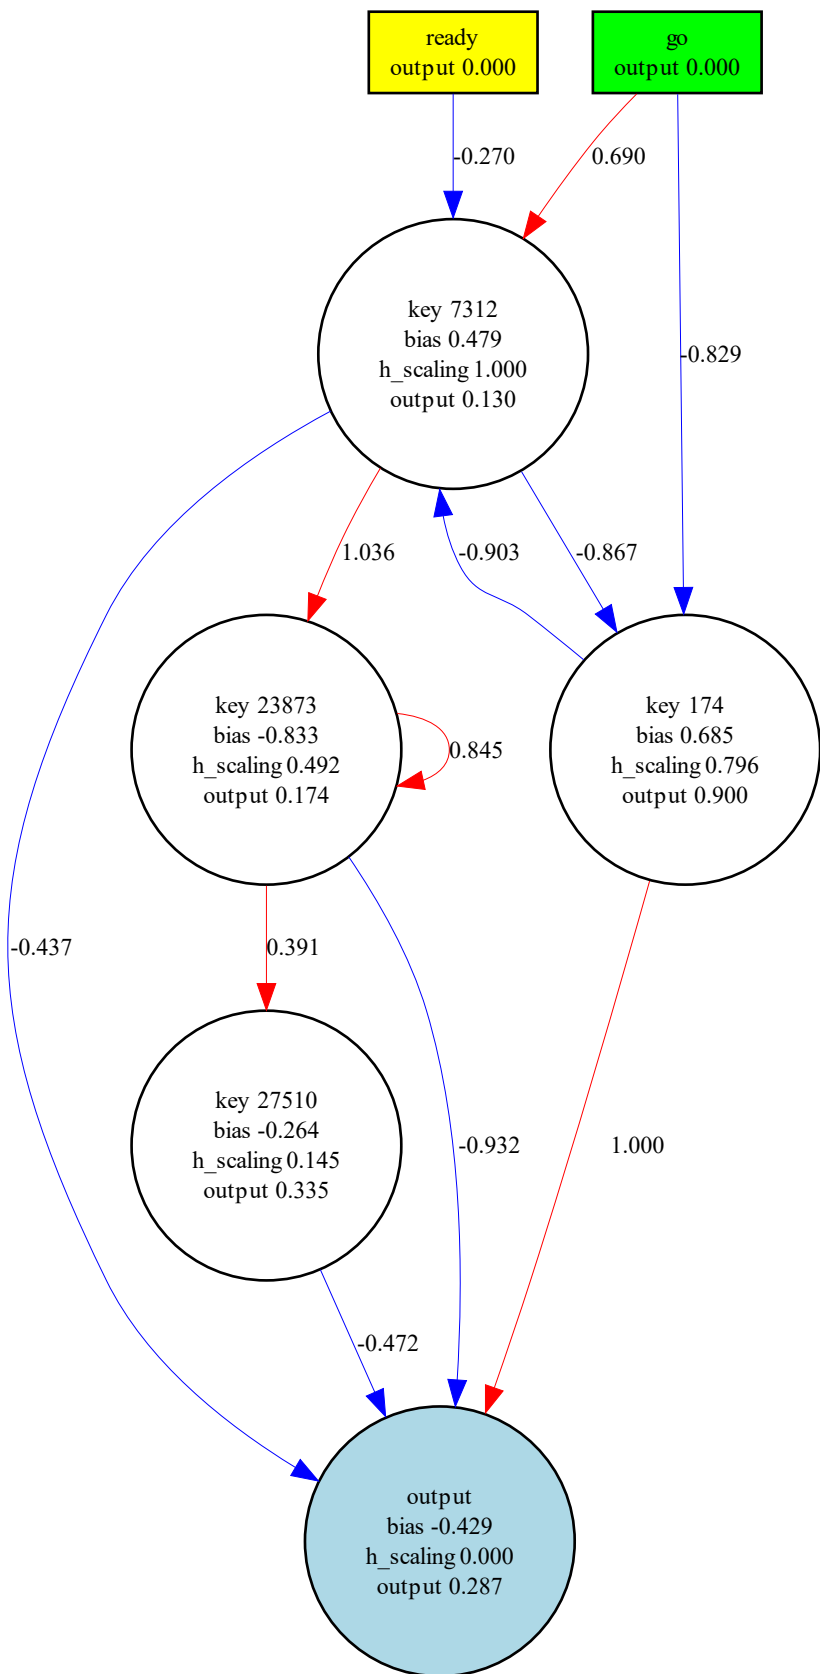 ready
output 0.000
go
output 0.000
-0.270
0.690
key 7312
bias 0.479
h_scaling 1.000
output 0.130
-0.829
1.036
-0.903
-0.867
key 23873
bias -0.833
h_scaling 0.492
output 0.174
0.845
key 174
bias 0.685
h_scaling 0.796
output 0.900
-0.437
0.391
key 27510
bias -0.264
h_scaling 0.145
output 0.335
-0.932
1.000
-0.472
output
bias -0.429
h_scaling 0.000
output 0.287